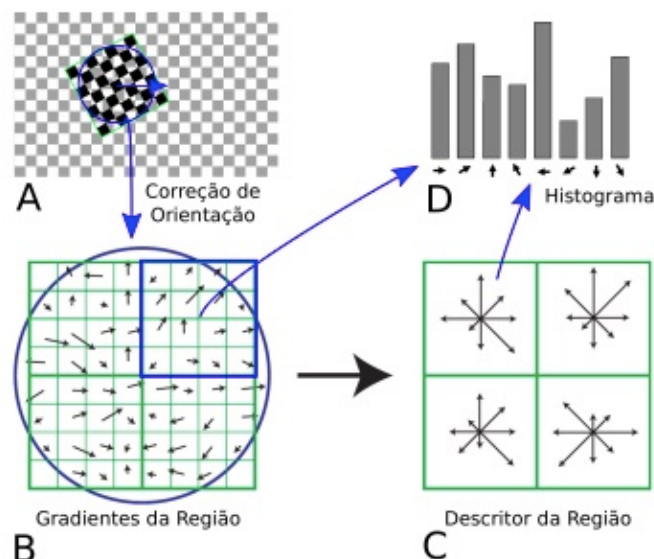 A
Correção de
Orientação
D
Histograma
Gradientes da Região
B
Descritor da Região
C